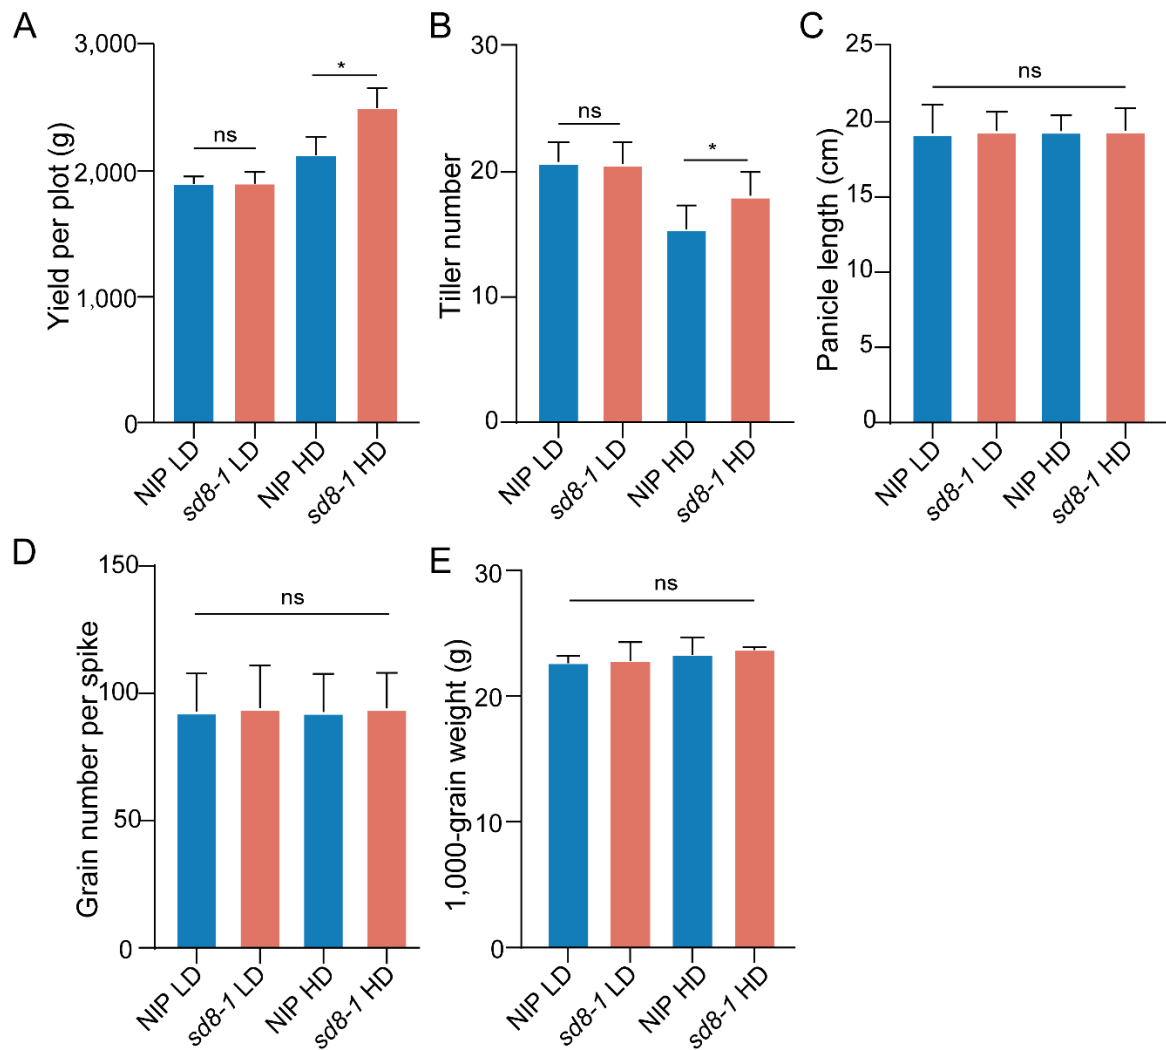 A
Yield per plot (g)
3,000
2,000
1,000
0
ns
*
NIP LD
sd8-1 LD
NIP HD
sd8-1 HD
B
Tiller number
30
20
10
0
ns
*
NIP LD
sd8-1 LD
NIP HD
sd8-1 HD
C
Panicle length (cm)
25
20
15
10
5
0
ns
NIP LD
sd8-1 LD
NIP HD
sd8-1 HD
D
Grain number per spike
150
100
50
0
ns
NIP LD
sd8-1 LD
NIP HD
sd8-1 HD
E
1,000-grain weight (g)
30
20
10
0
ns
NIP LD
sd8-1 LD
NIP HD
sd8-1 HD